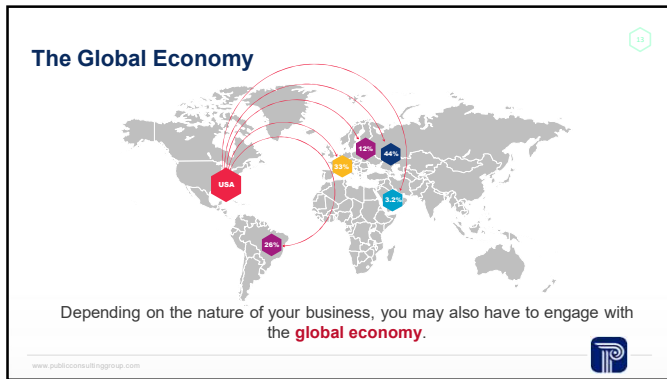 13
The Global Economy
12%
44%
33%
USA
3.2%
26%
Depending on the nature of your business, you may also have to engage with
the global economy.
www.publicconsultinggroup.com